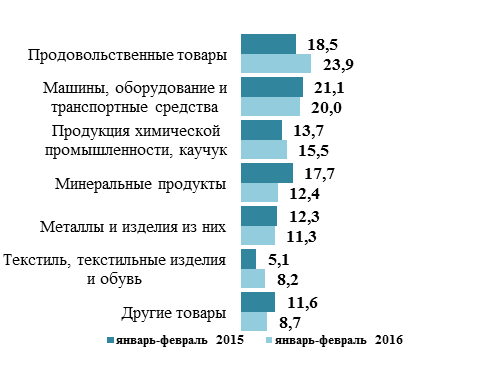 Продовольственные товары
18,5
23,9
Машины, оборудование и
транспортные средства
21,1
20,0
Продукция химической
промышленности, каучук
13,7
15,5
Минеральные продукты
17,7
12,4
Металлы и изделия из них
12,3
11,3
Текстиль, текстильные изделия
и обувь
5,1
8,2
Другие товары
11,6
8,7
январь-февраль 2015
январь-февраль 2016